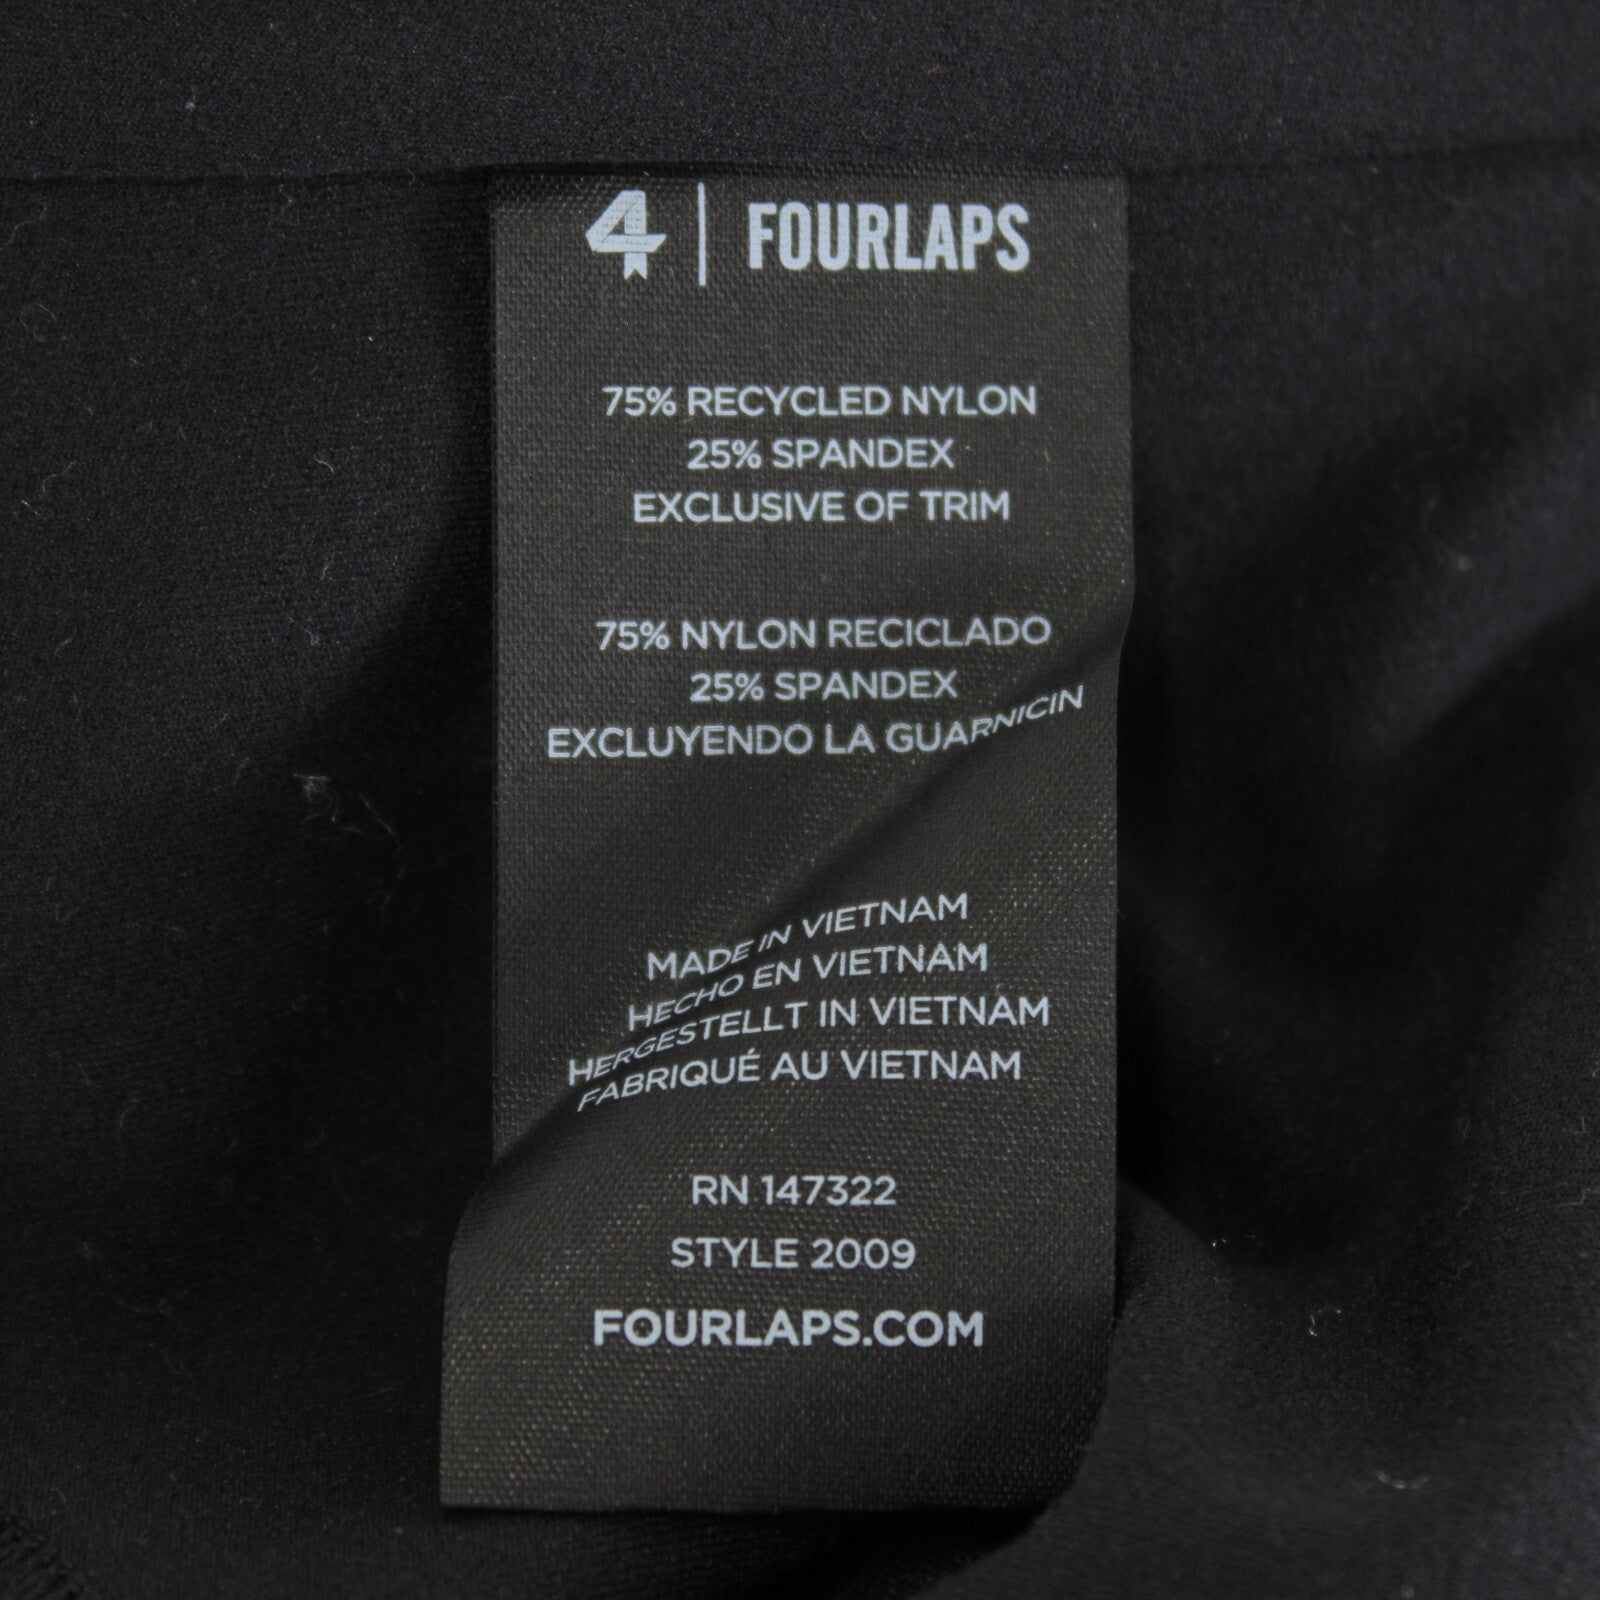 4 | FOURLAPS
75% RECYCLED NYLON
25% SPANDEX
EXCLUSIVE OF TRIM
75% NYLON RECICLADO
25% SPANDEX
EXCLUYENDO LA GUARNICIN
MADE IN VIETNAM
HECHO EN VIETNAM
HERGESTELLT IN VIETNAM
FABRIQUÉ AU VIETNAM
RN 147322
STYLE 2009
FOURLAPS.COM